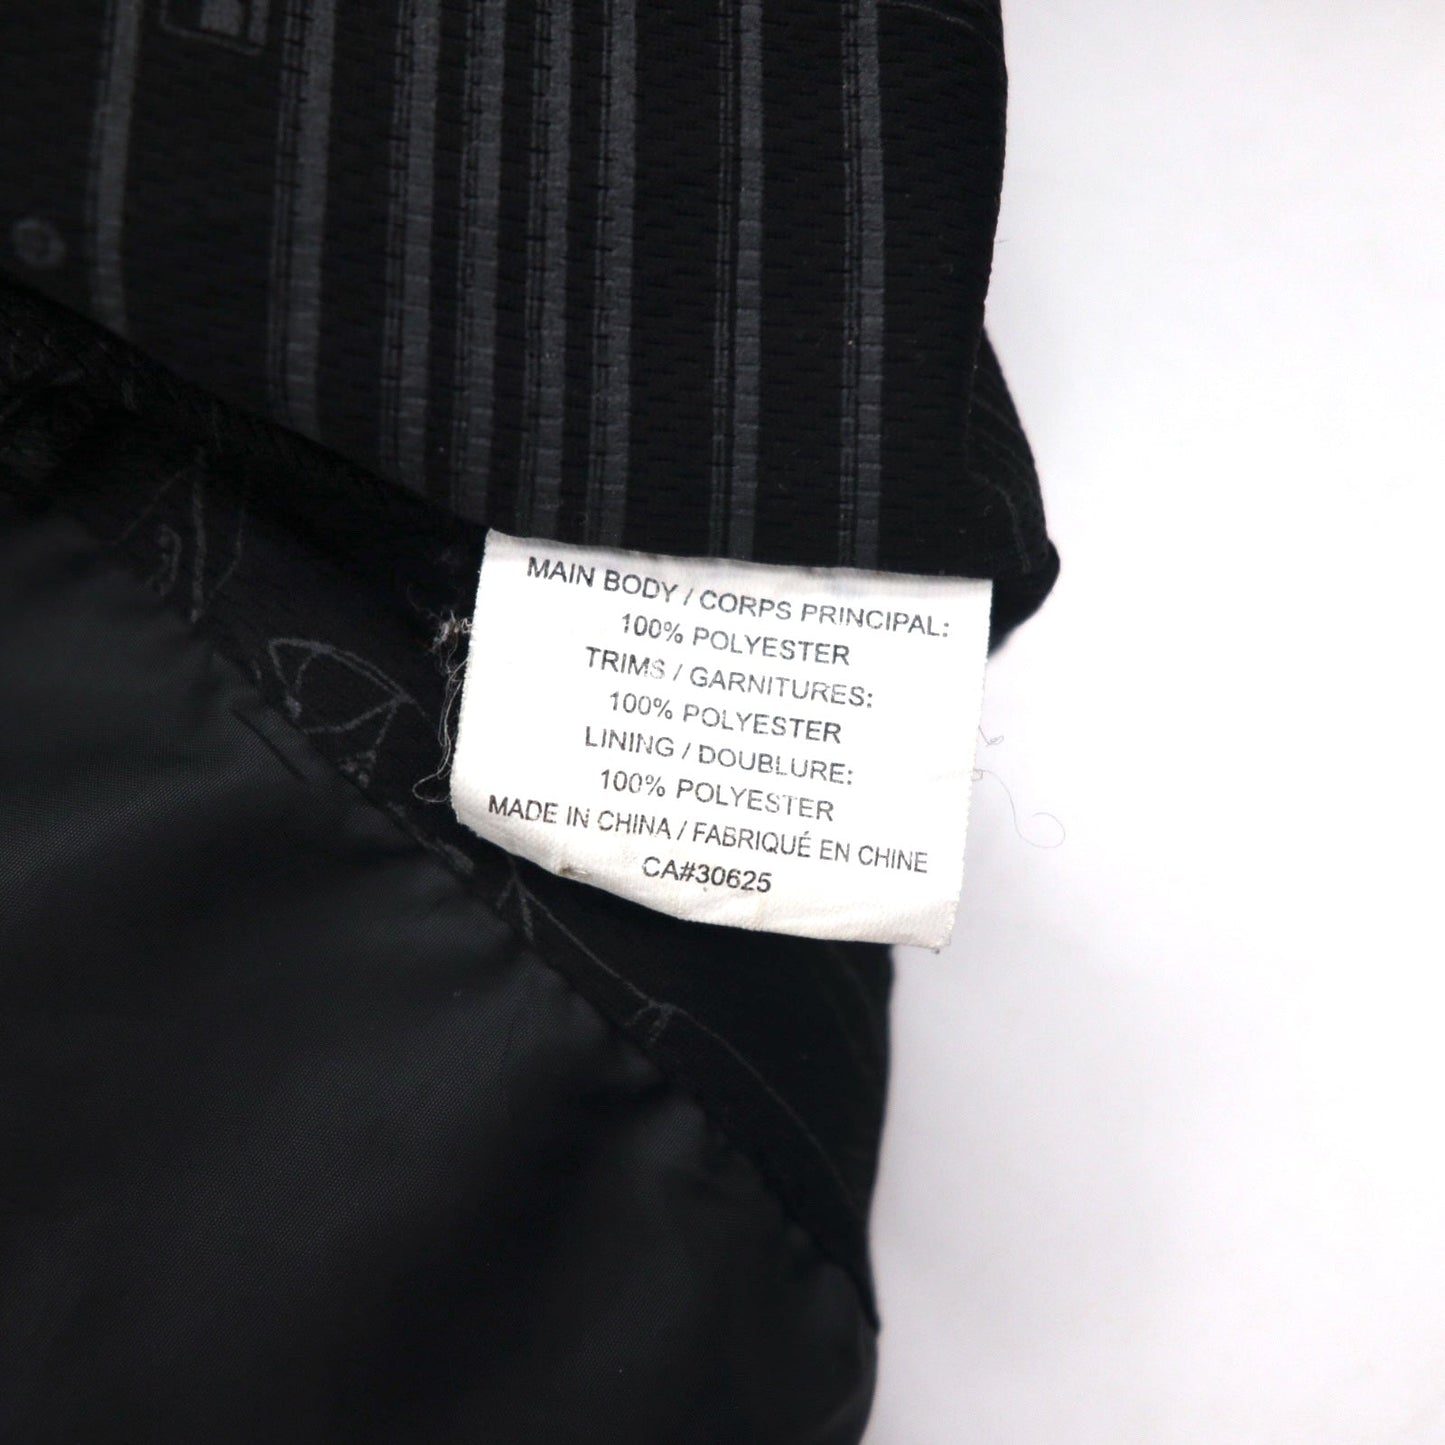 MAIN BODY / CORPS PRINCIPAL:
100% POLYESTER
TRIMS / GARNITURES:
100% POLYESTER
LINING / DOUBLURE:
100% POLYESTER
MADE IN CHINA / FABRIQUÉ EN CHINE
CA#30625